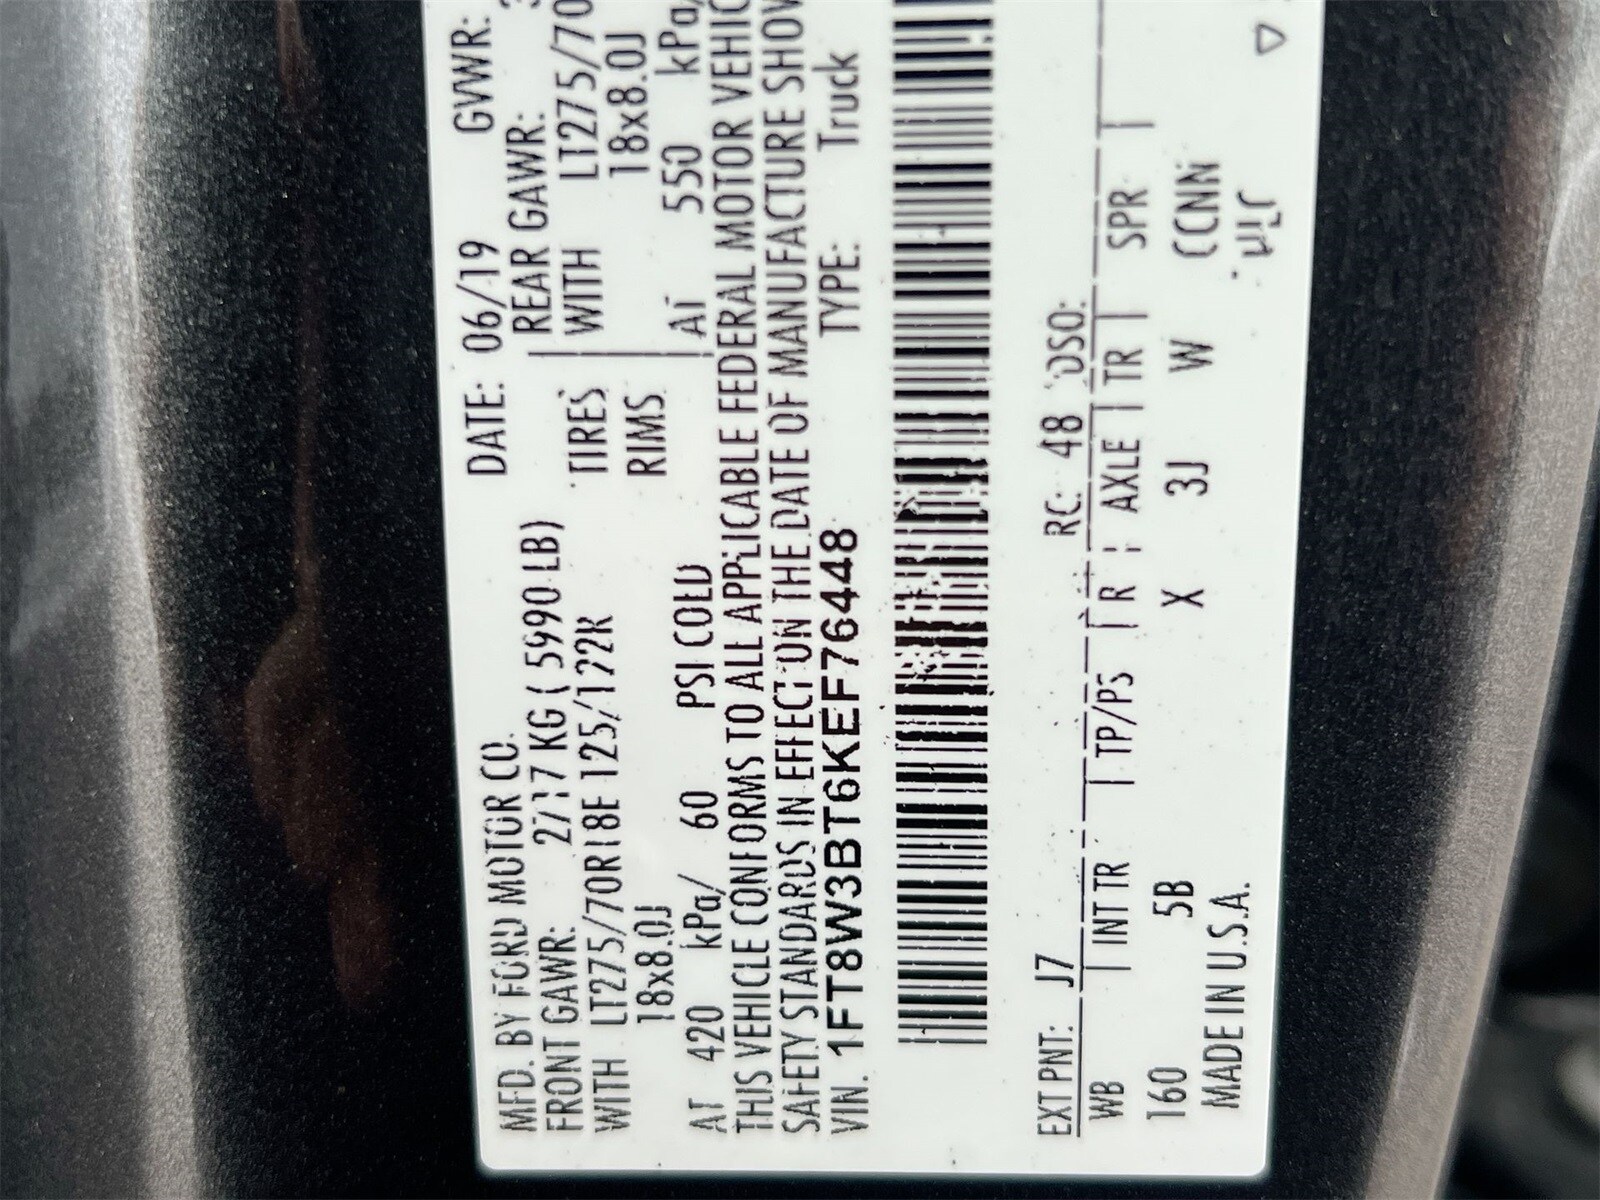 MFD. BY FORD MOTOR CO.
DATE: 06/19 GVWR:
FRONT GAWR: 2717 KG ( 5990 LB) REAR GAWR:
WITH LT275/70R18E 125/122R TIRES WITH LT275/70
18x8.0J RIMS 18x8.0J
AT 420 kPa/ 60 PSI COLD AT 550 kPa/
THIS VEHICLE CONFORMS TO ALL APPLICABLE FEDERAL MOTOR VEHIC
SAFETY STANDARDS IN EFFECT ON THE DATE OF MANUFACTURE SHOW
VIN: 1FT8W3BT6KEF76448 TYPE: Truck
EXT PNT: J7 RC: 48 DSO:
WB INT TR TP/PS R AXLE TR SPR
160 5B X 3J W CCNN
MADE IN U.S.A.